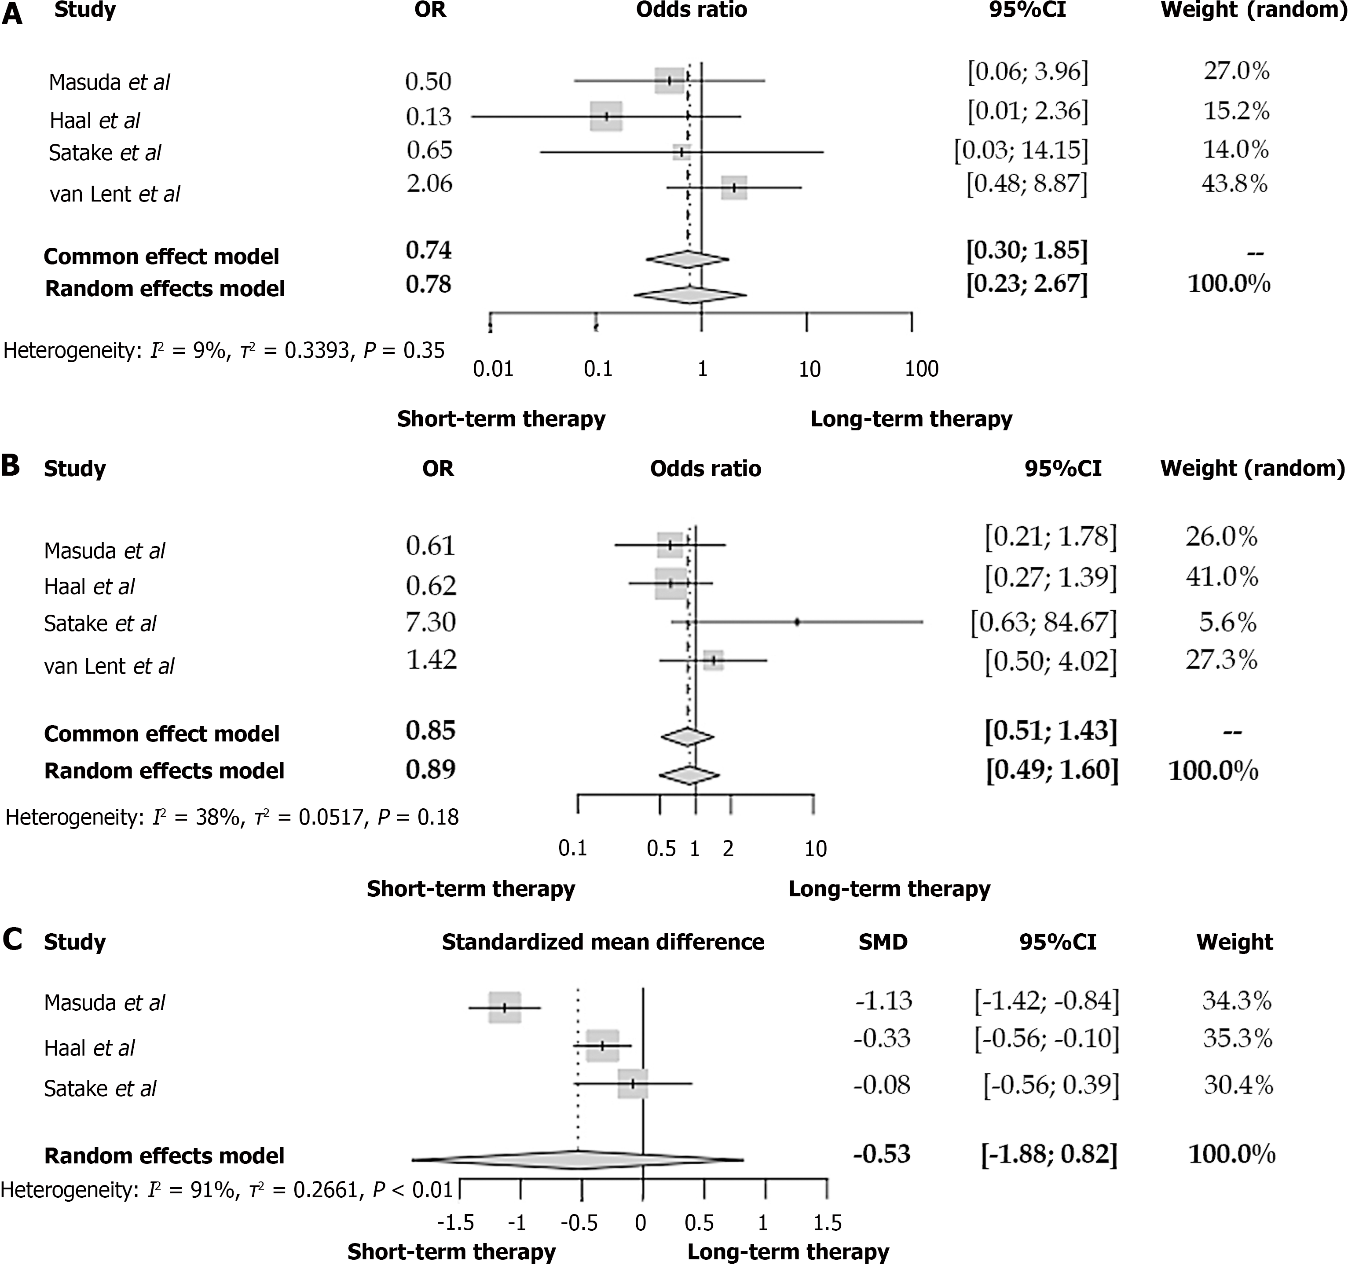 A Study OR Odds ratio 95%CI Weight (random)
Masuda et al 0.50 [0.06; 3.96] 27.0%
Haal et al 0.13 [0.01; 2.36] 15.2%
Satake et al 0.65 [0.03; 14.15] 14.0%
van Lent et al 2.06 [0.48; 8.87] 43.8%
Common effect model 0.74 [0.30; 1.85] --
Random effects model 0.78 [0.23; 2.67] 100.0%
Heterogeneity: I² = 9%, τ² = 0.3393, P = 0.35
0.01 0.1 1 10 100
Short-term therapy Long-term therapy
B Study OR Odds ratio 95%CI Weight (random)
Masuda et al 0.61 [0.21; 1.78] 26.0%
Haal et al 0.62 [0.27; 1.39] 41.0%
Satake et al 7.30 [0.63; 84.67] 5.6%
van Lent et al 1.42 [0.50; 4.02] 27.3%
Common effect model 0.85 [0.51; 1.43] --
Random effects model 0.89 [0.49; 1.60] 100.0%
Heterogeneity: I² = 38%, τ² = 0.0517, P = 0.18
0.1 0.5 1 2 10
Short-term therapy Long-term therapy
C Study Standardized mean difference SMD 95%CI Weight
Masuda et al -1.13 [-1.42; -0.84] 34.3%
Haal et al -0.33 [-0.56; -0.10] 35.3%
Satake et al -0.08 [-0.56; 0.39] 30.4%
Random effects model -0.53 [-1.88; 0.82] 100.0%
Heterogeneity: I² = 91%, τ² = 0.2661, P < 0.01
-1.5 -1 -0.5 0 0.5 1 1.5
Short-term therapy Long-term therapy